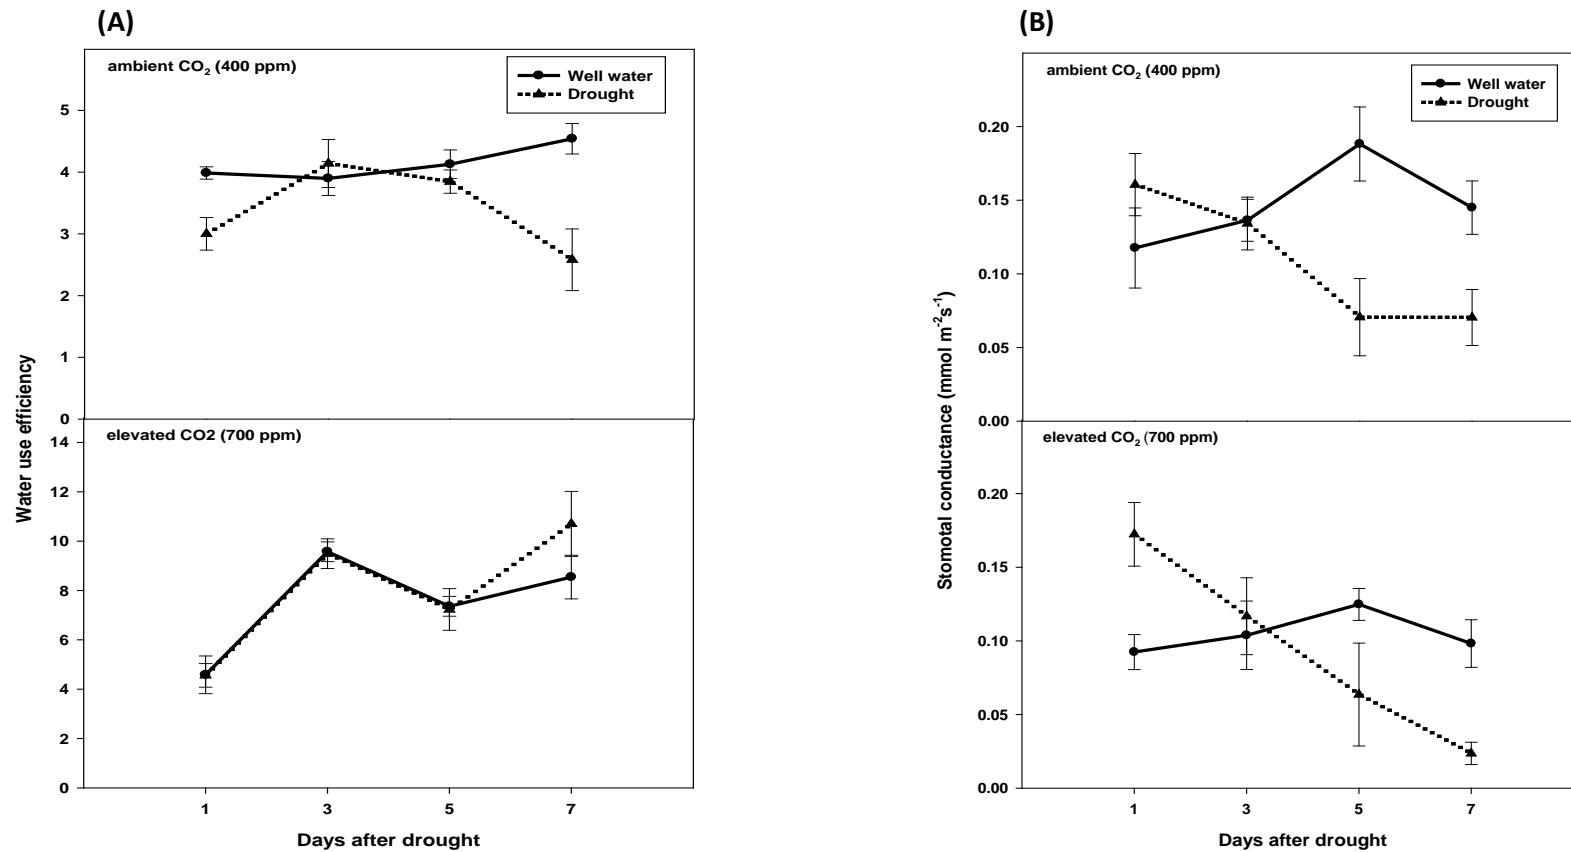 (A)
ambient CO₂ (400 ppm)
Well water
Drought
5
4
3
2
1
0
elevated CO2 (700 ppm)
14
12
10
8
6
4
2
0
1 3 5 7
Days after drought
Water use efficiency
(B)
ambient CO₂ (400 ppm)
Well water
Drought
0.20
0.15
0.10
0.05
0.00
elevated CO₂ (700 ppm)
0.20
0.15
0.10
0.05
0.00
1 3 5 7
Days after drought
Stomotal conductance (mmol m⁻²s⁻¹)